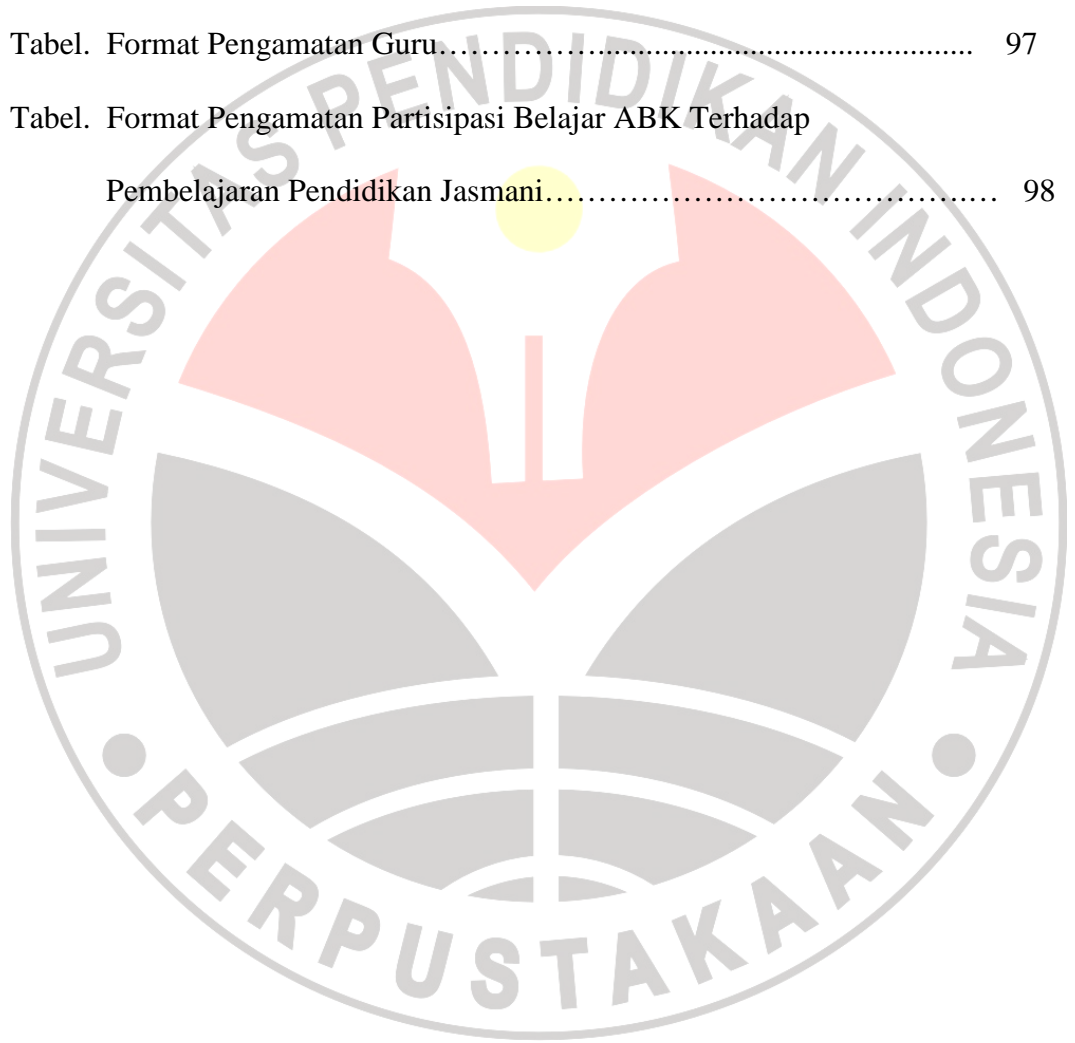 Tabel.  Format Pengamatan Guru……………......................................................    97
Tabel.  Format Pengamatan Partisipasi Belajar ABK Terhadap
Pembelajaran Pendidikan Jasmani………………………………….…   98
UNIVERSITAS PENDIDIKAN INDONESIA
PERPUSTAKAAN